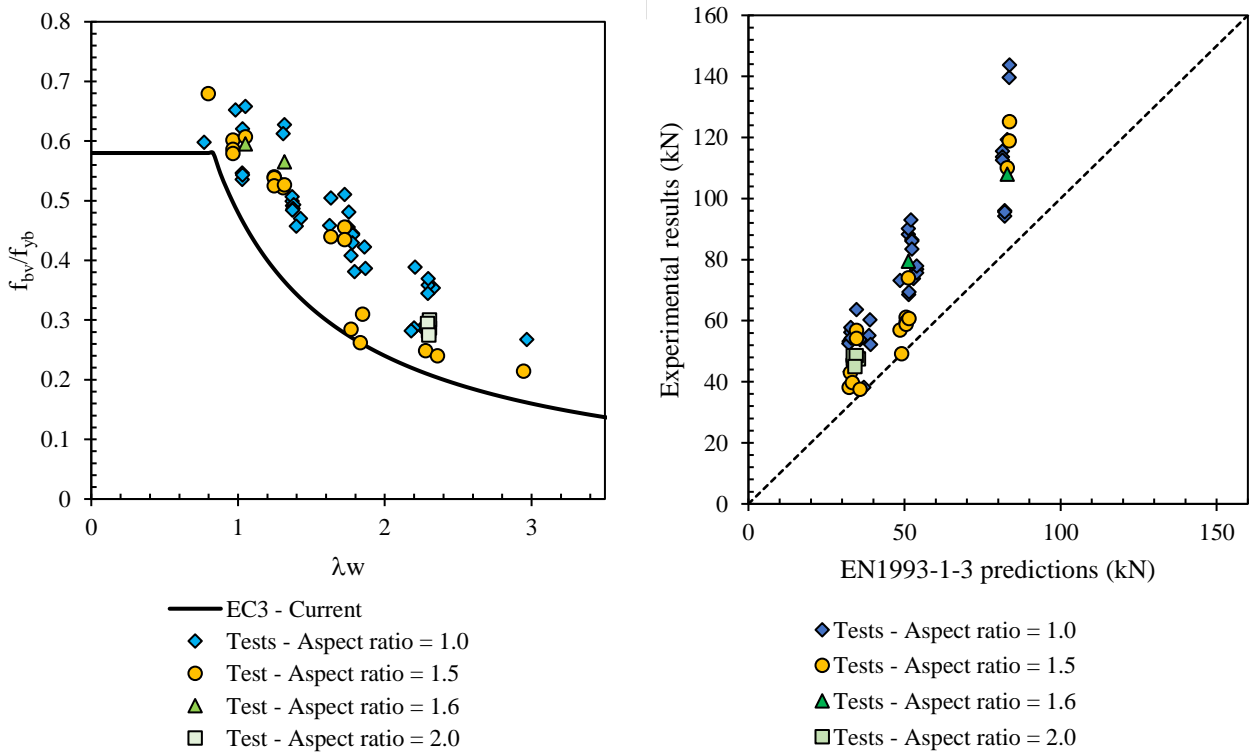 0.8
0.7
0.6
0.5
0.4
0.3
0.2
0.1
0
f_bv/f_yb
0 1 2 3
λw
EC3 - Current
Tests - Aspect ratio = 1.0
Test - Aspect ratio = 1.5
Test - Aspect ratio = 1.6
Test - Aspect ratio = 2.0
160
140
120
100
80
60
40
20
0
Experimental results (kN)
0 50 100 150
EN1993-1-3 predictions (kN)
Tests - Aspect ratio = 1.0
Tests - Aspect ratio = 1.5
Tests - Aspect ratio = 1.6
Tests - Aspect ratio = 2.0